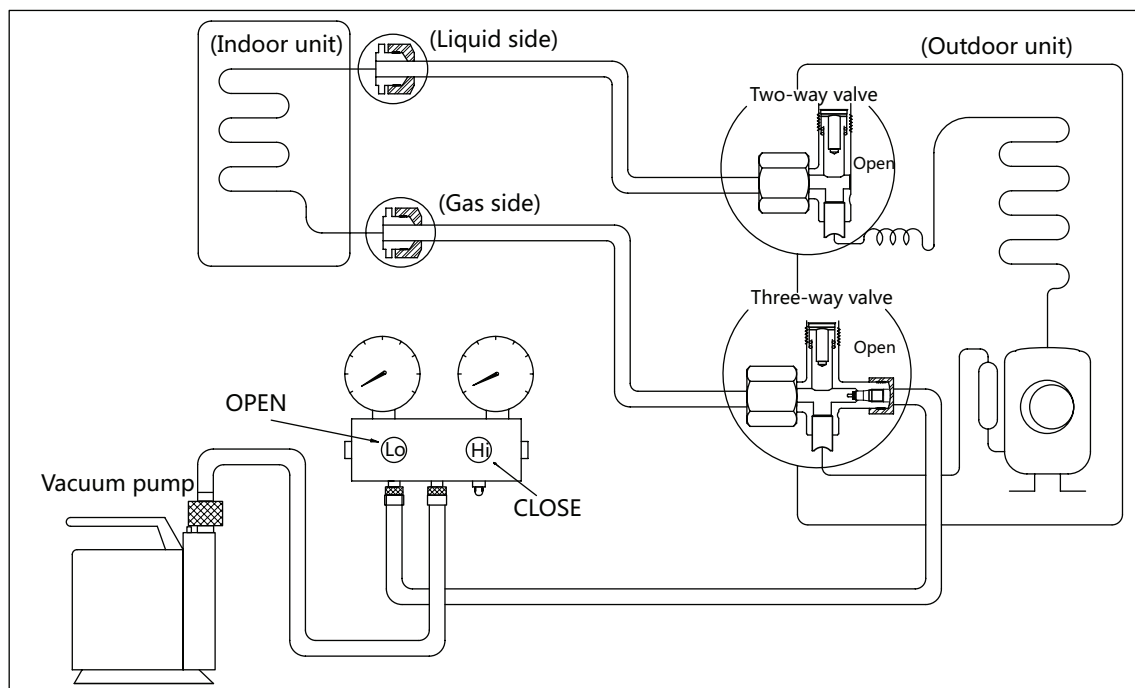 (Indoor unit)
(Liquid side)
(Outdoor unit)
Two-way valve
Open
(Gas side)
Three-way valve
Open
OPEN
Lo
Hi
Vacuum pump
CLOSE